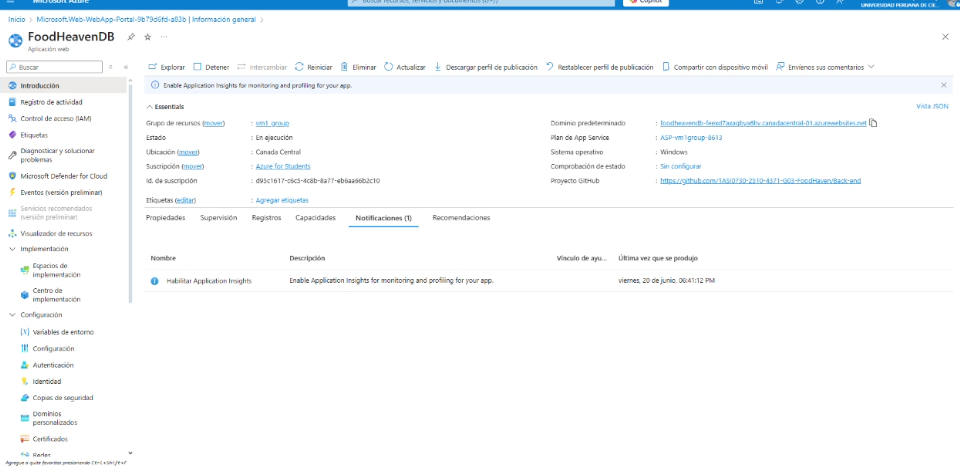 Microsoft Azure
Buscar recursos, servicios y documentos (G+/)
Copilot
UNIVERSIDAD PERUANA DE CIE...
Inicio > Microsoft.Web-WebApp-Portal-9b79d6fd-a83b | Información general >
FoodHeavenDB
Aplicación web
Buscar
Explorar
Detener
Intercambiar
Reiniciar
Eliminar
Actualizar
Descargar perfil de publicación
Restablecer perfil de publicación
Compartir con dispositivo móvil
Envíenos sus comentarios
Introducción
Registro de actividad
Control de acceso (IAM)
Etiquetas
Diagnosticar y solucionar
problemas
Microsoft Defender for Cloud
Eventos (versión preliminar)
Servicios recomendados
(versión preliminar)
Visualizador de recursos
Implementación
Espacios de
implementación
Centro de
implementación
Configuración
Variables de entorno
Configuración
Autenticación
Identidad
Copias de seguridad
Dominios
personalizados
Certificados
Redes
Agregue o quite favoritos presionando Ctrl+Shift+F
Enable Application Insights for monitoring and profiling for your app.
Essentials
Vista JSON
Grupo de recursos (mover) : vm1_group
Estado : En ejecución
Ubicación (mover) : Canada Central
Suscripción (mover) : Azure for Students
Id. de suscripción : d95c1617-c6c5-4c8b-8a77-eb6aa66b2c10
Etiquetas (editar) : Agregar etiquetas
Dominio predeterminado :
Plan de App Service : ASP-vm1group-8613
Sistema operativo : Windows
Comprobación de estado : Sin configurar
Proyecto GitHub : https://github.com/1ASI0730-2510-4371-G03-FoodHaven/Back-end
Propiedades
Supervisión
Registros
Capacidades
Notificaciones (1)
Recomendaciones
Nombre
Descripción
Vínculo de ayu...
Última vez que se produjo
Habilitar Application Insights
Enable Application Insights for monitoring and profiling for your app.
viernes, 20 de junio, 06:41:12 PM